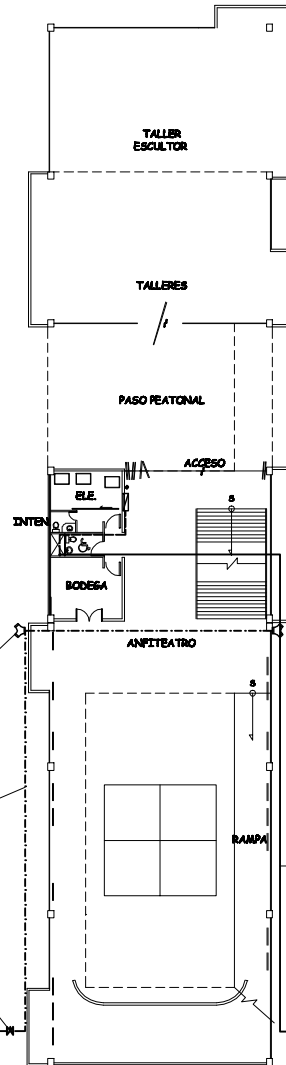 TALLER
ESCULTOR
TALLERES
PASO PEATONAL
ACCESO
ELE.
S
INTEN
BODEGA
ANFITEATRO
S
RAMPA